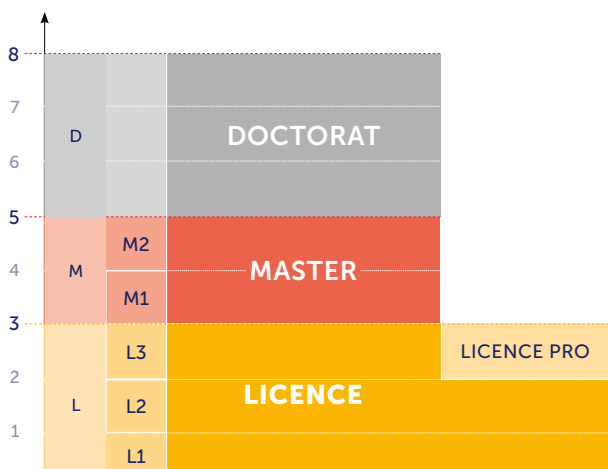 8
7
D
DOCTORAT
6
5
M2
4
M
MASTER
M1
3
L3
LICENCE PRO
2
LICENCE
L
L2
1
L1